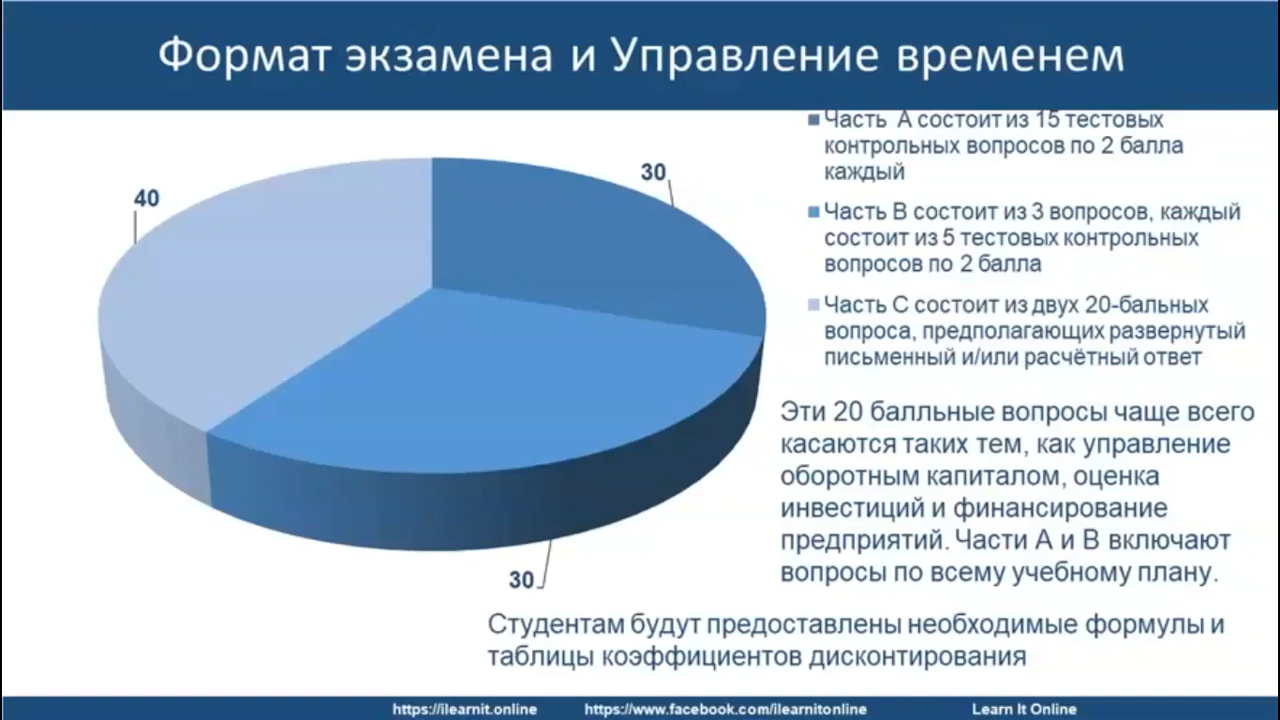 Формат экзамена и Управление временем
40
30
30
Часть А состоит из 15 тестовых
контрольных вопросов по 2 балла
каждый
Часть В состоит из 3 вопросов, каждый
состоит из 5 тестовых контрольных
вопросов по 2 балла
Часть С состоит из двух 20-бальных
вопроса, предполагающих развернутый
письменный и/или расчётный ответ
Эти 20 балльные вопросы чаще всего
касаются таких тем, как управление
оборотным капиталом, оценка
инвестиций и финансирование
предприятий. Части А и В включают
вопросы по всему учебному плану.
Студентам будут предоставлены необходимые формулы и
таблицы коэффициентов дисконтирования
https://ilearnit.online https://www.facebook.com/ilearnitonline Learn It Online